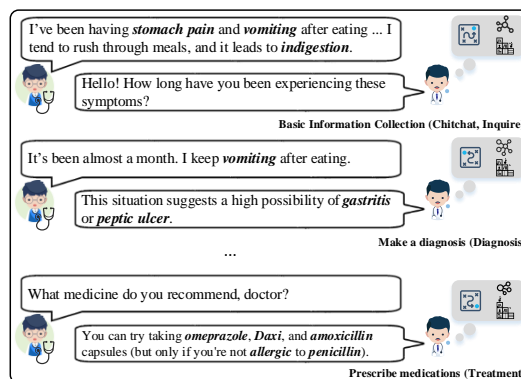 I've been having stomach pain and vomiting after eating ... I
tend to rush through meals, and it leads to indigestion.
Hello! How long have you been experiencing these
symptoms?
Basic Information Collection (Chitchat, Inquire
It's been almost a month. I keep vomiting after eating.
This situation suggests a high possibility of gastritis
or peptic ulcer.
Make a diagnosis (Diagnosis
...
What medicine do you recommend, doctor?
You can try taking omeprazole, Daxi, and amoxicillin
capsules (but only if you're not allergic to penicillin).
Prescribe medications (Treatment